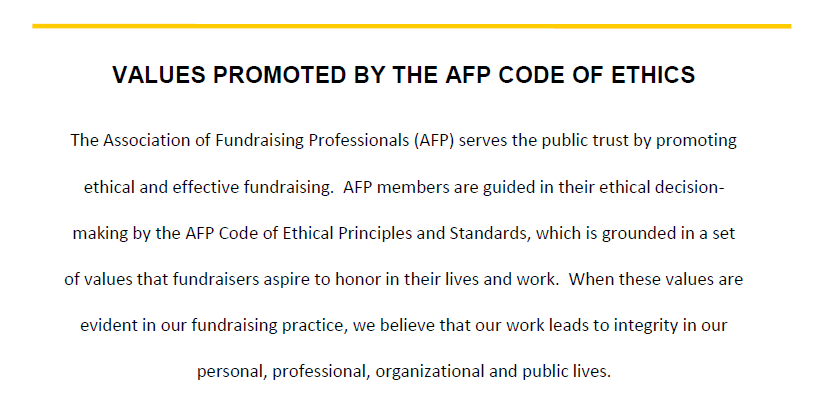 VALUES PROMOTED BY THE AFP CODE OF ETHICS
The Association of Fundraising Professionals (AFP) serves the public trust by promoting
ethical and effective fundraising.  AFP members are guided in their ethical decision-
making by the AFP Code of Ethical Principles and Standards, which is grounded in a set
of values that fundraisers aspire to honor in their lives and work.  When these values are
evident in our fundraising practice, we believe that our work leads to integrity in our
personal, professional, organizational and public lives.